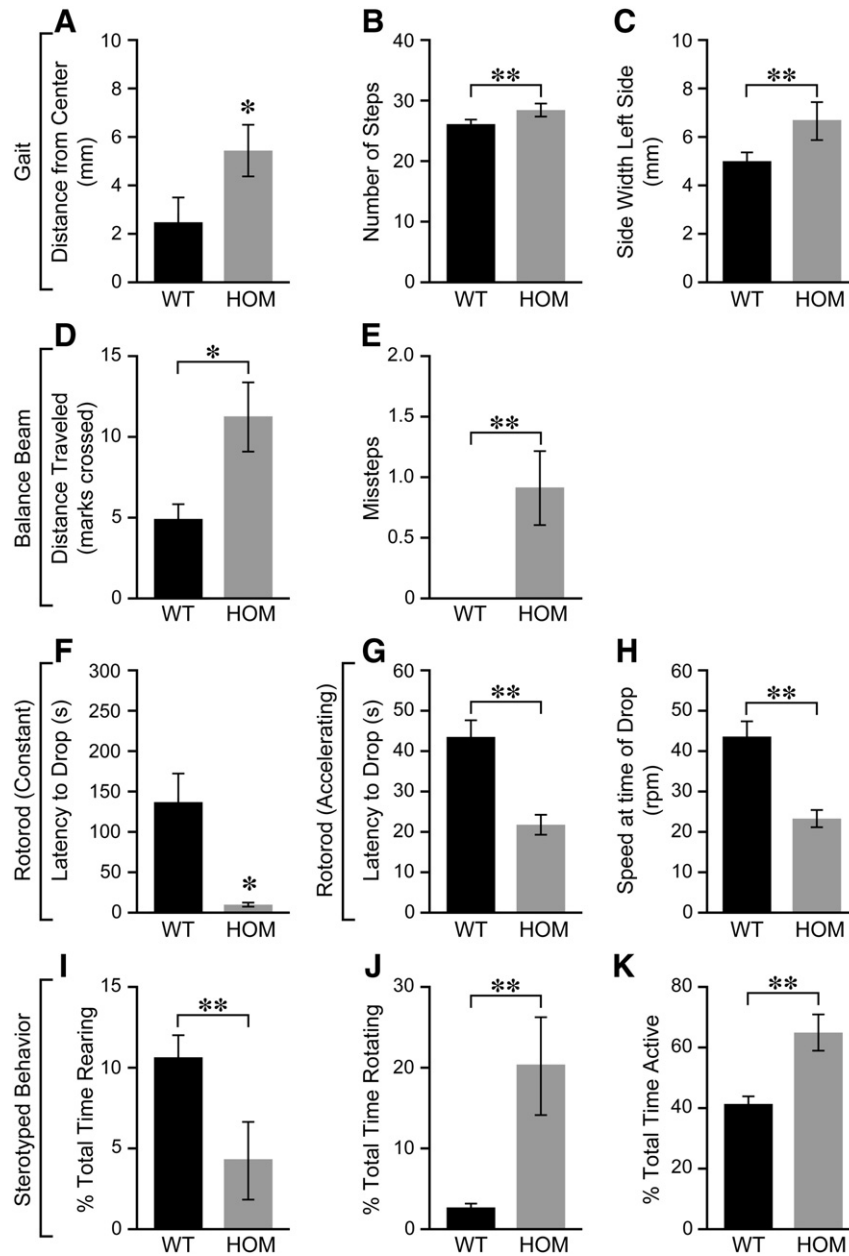 A
Gait
Distance from Center
(mm)
10
8
6
4
2
0
*
WT HOM
B
Number of Steps
40
30
20
10
0
**
WT HOM
C
Side Width Left Side
(mm)
10
8
6
4
2
0
**
WT HOM
D
Balance Beam
Distance Traveled
(marks crossed)
15
10
5
0
*
WT HOM
E
Missteps
2.0
1.5
1.0
0.5
0
**
WT HOM
F
Rotorod (Constant)
Latency to Drop (s)
300
250
200
150
100
50
0
*
WT HOM
G
Rotorod (Accelerating)
Latency to Drop (s)
60
50
40
30
20
10
0
**
WT HOM
H
Speed at time of Drop
(rpm)
60
50
40
30
20
10
0
**
WT HOM
I
Sterotyped Behavior
% Total Time Rearing
15
10
5
0
**
WT HOM
J
% Total Time Rotating
30
20
10
0
**
WT HOM
K
% Total Time Active
80
60
40
20
0
**
WT HOM